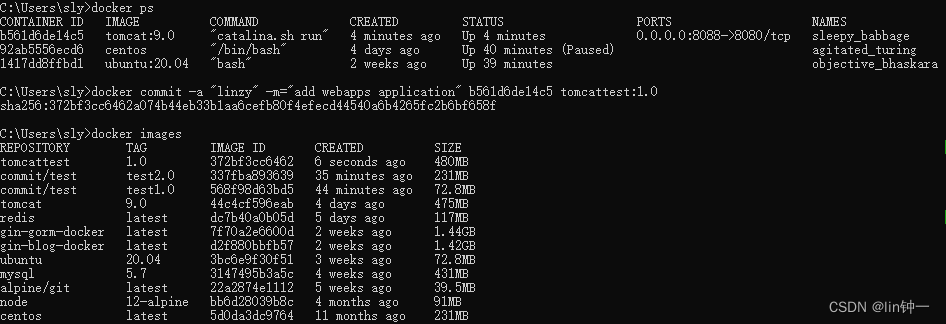 C:\Users\sly>docker ps
CONTAINER ID   IMAGE          COMMAND             CREATED         STATUS                   PORTS                    NAMES
b561d6de14c5   tomcat:9.0     "catalina.sh run"   4 minutes ago   Up 4 minutes             0.0.0.0:8088->8080/tcp   sleepy_babbage
92ab5556ecd6   centos         "/bin/bash"         4 days ago      Up 40 minutes (Paused)                            agitated_turing
1417dd8ffbd1   ubuntu:20.04   "bash"              2 weeks ago     Up 39 minutes                                     objective_bhaskara
C:\Users\sly>docker commit -a "linzy" -m="add webapps application" b561d6de14c5 tomcattest:1.0
sha256:372bf3cc6462a074b44eb33b1aa6cefb80f4efecd44540a6b4265fc2b6bf658f
C:\Users\sly>docker images
REPOSITORY        TAG         IMAGE ID       CREATED          SIZE
tomcattest        1.0         372bf3cc6462   6 seconds ago    480MB
commit/test       test2.0     337fba893639   35 minutes ago   231MB
commit/test       test1.0     568f98d63bd5   44 minutes ago   72.8MB
tomcat            9.0         44c4cf596eab   4 days ago       475MB
redis             latest      dc7b40a0b05d   5 days ago       117MB
gin-gorm-docker   latest      7f70a2e6600d   2 weeks ago      1.44GB
gin-blog-docker   latest      d2f880bbfb57   2 weeks ago      1.42GB
ubuntu            20.04       3bc6e9f30f51   3 weeks ago      72.8MB
mysql             5.7         3147495b3a5c   4 weeks ago      431MB
alpine/git        latest      22a2874e1112   5 weeks ago      39.5MB
node              12-alpine   bb6d28039b8c   4 months ago     91MB
centos            latest      5d0da3dc9764   11 months ago    231MB
CSDN @lin钟一